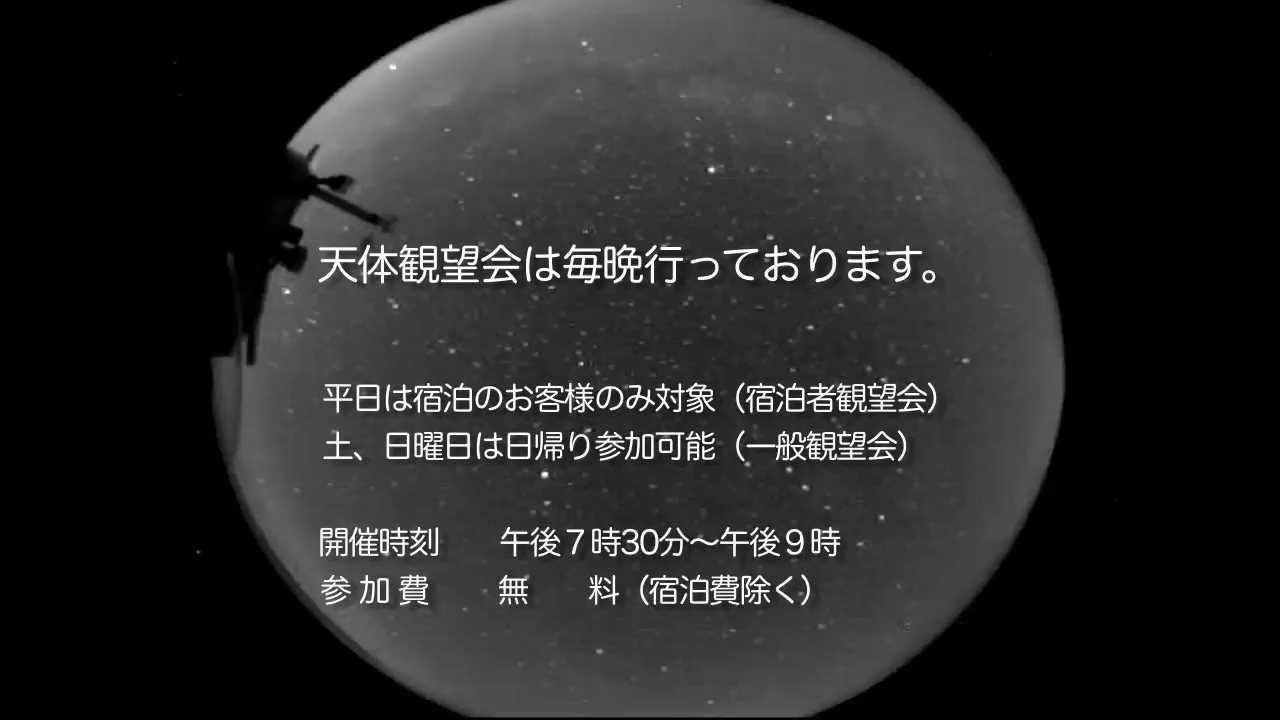 天体観望会は毎晩行っております。
平日は宿泊のお客様のみ対象（宿泊者観望会）
土、日曜日は日帰り参加可能（一般観望会）
開催時刻　　午後７時30分〜午後９時
参 加 費　　無　　料（宿泊費除く）